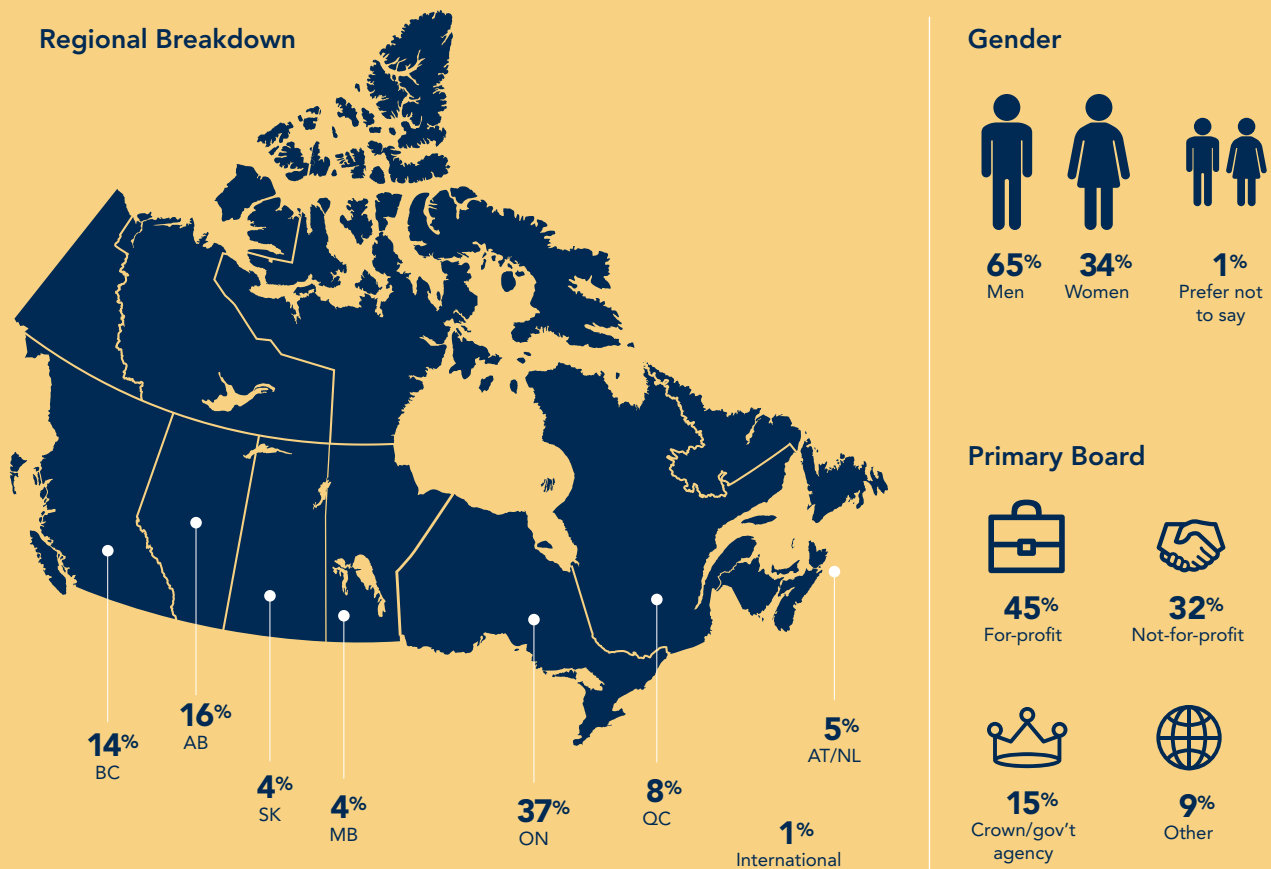 Regional Breakdown
14%
BC
16%
AB
4%
SK
4%
MB
37%
ON
8%
QC
5%
AT/NL
1%
International
Gender
65%
Men
34%
Women
1%
Prefer not
to say
Primary Board
45%
For-profit
32%
Not-for-profit
15%
Crown/gov't
agency
9%
Other